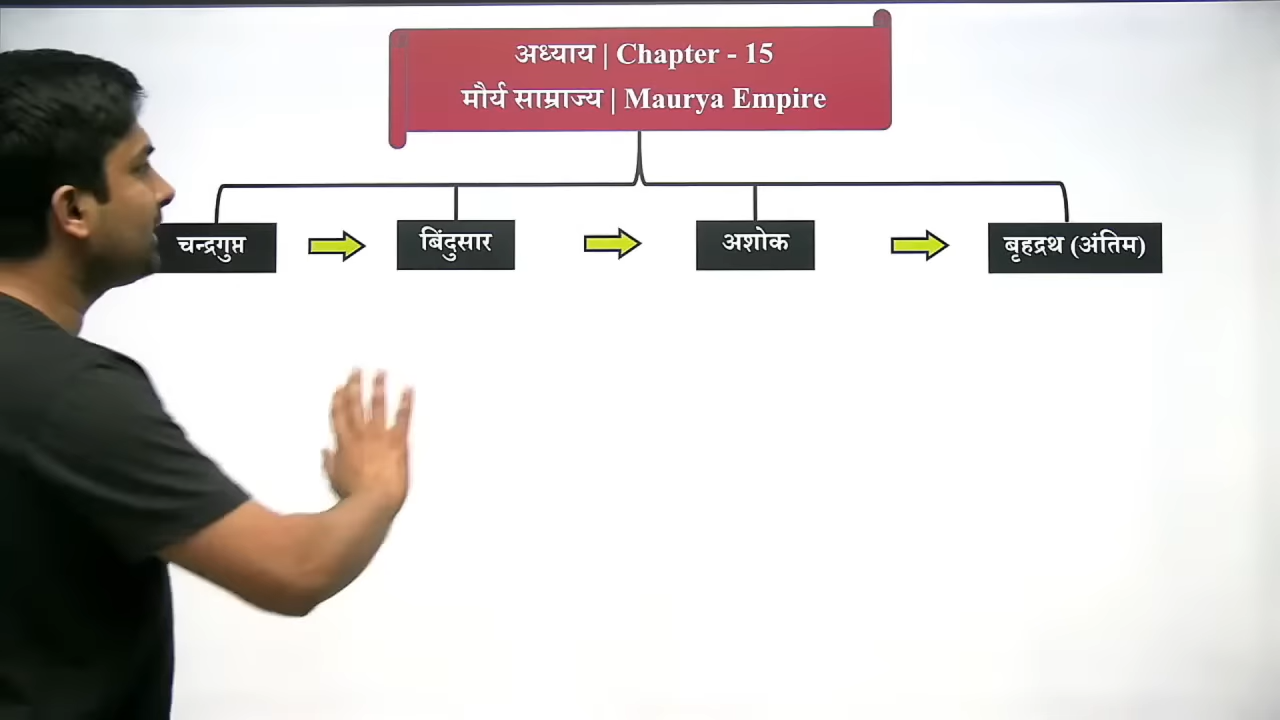 अध्याय | Chapter - 15
मौर्य साम्राज्य | Maurya Empire
चन्द्रगुप्त
बिंदुसार
अशोक
बृहद्रथ (अंतिम)